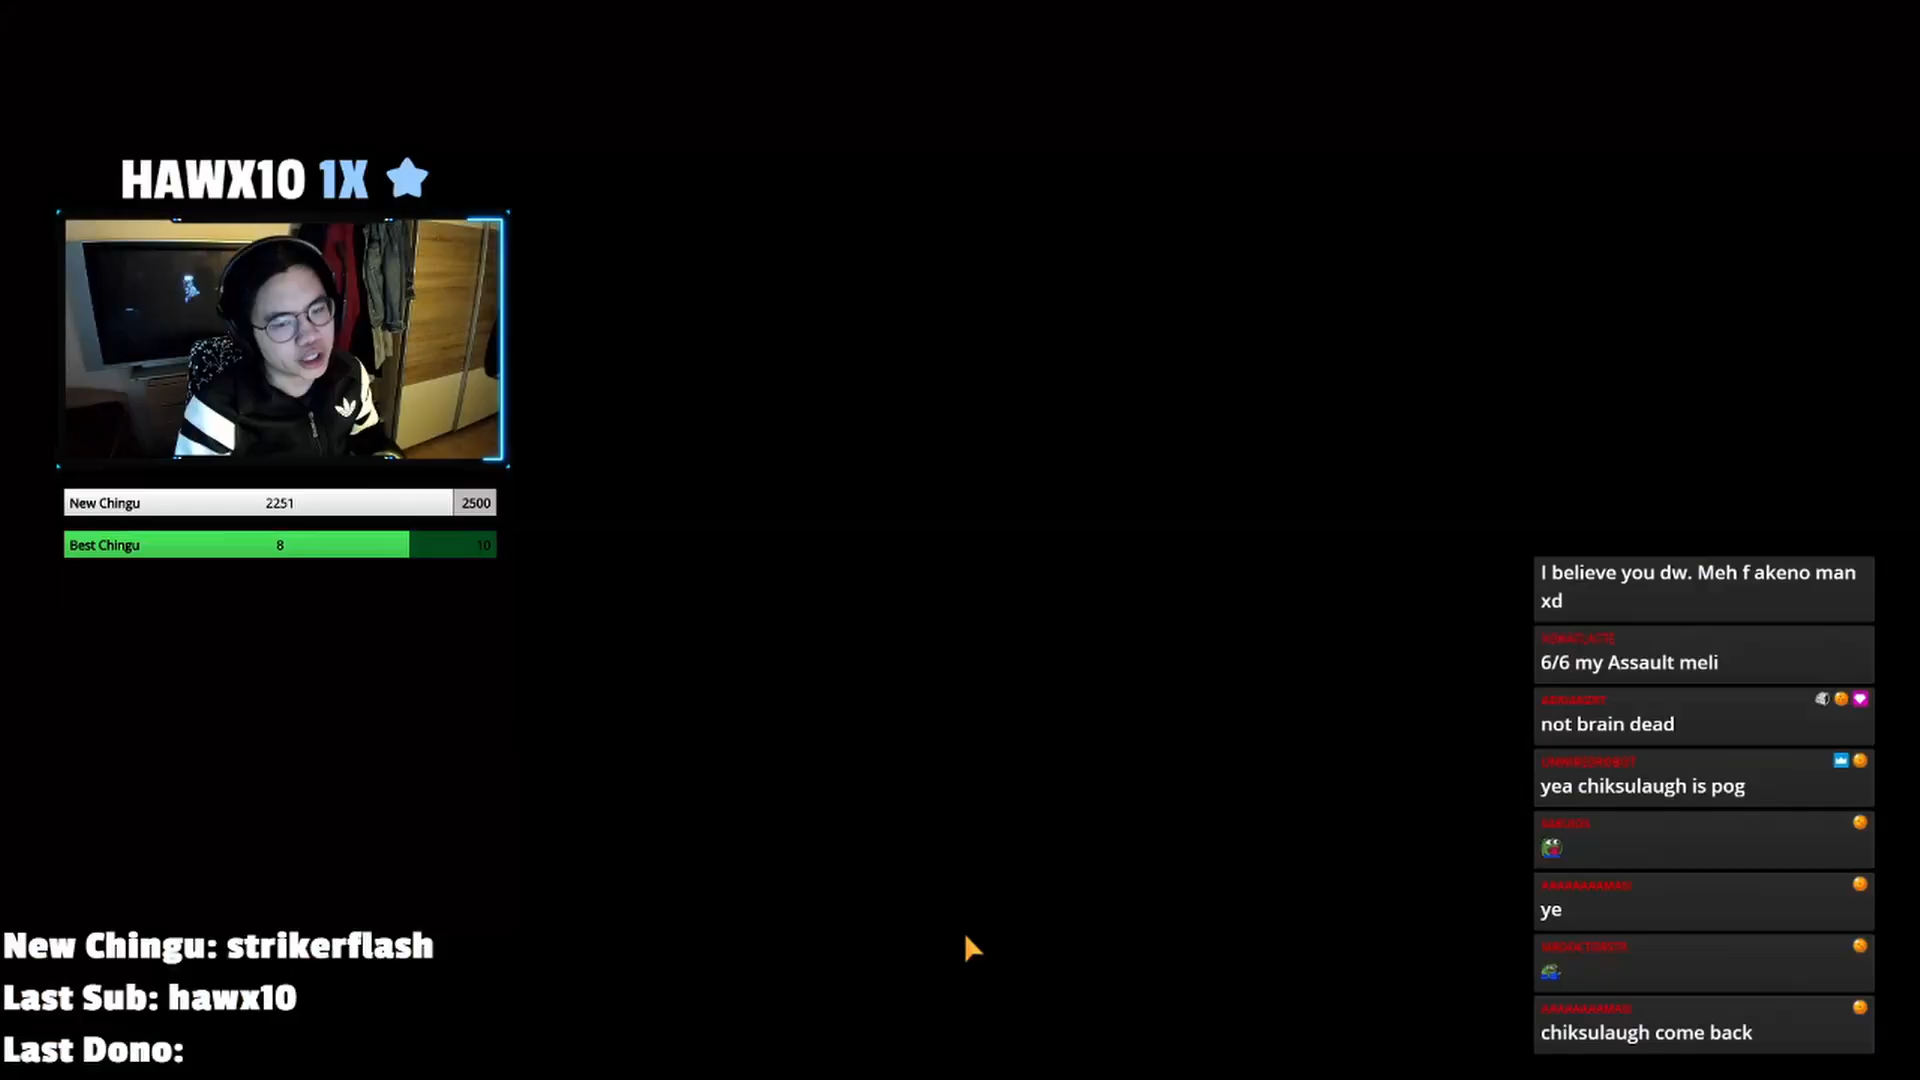 HAWX10 1X
New Chingu 2251 2500
Best Chingu 8 10
I believe you dw. Meh f akeno man
xd
6/6 my Assault meli
not brain dead
yea chiksulaugh is pog
ye
chiksulaugh come back
New Chingu: strikerflash
Last Sub: hawx10
Last Dono: